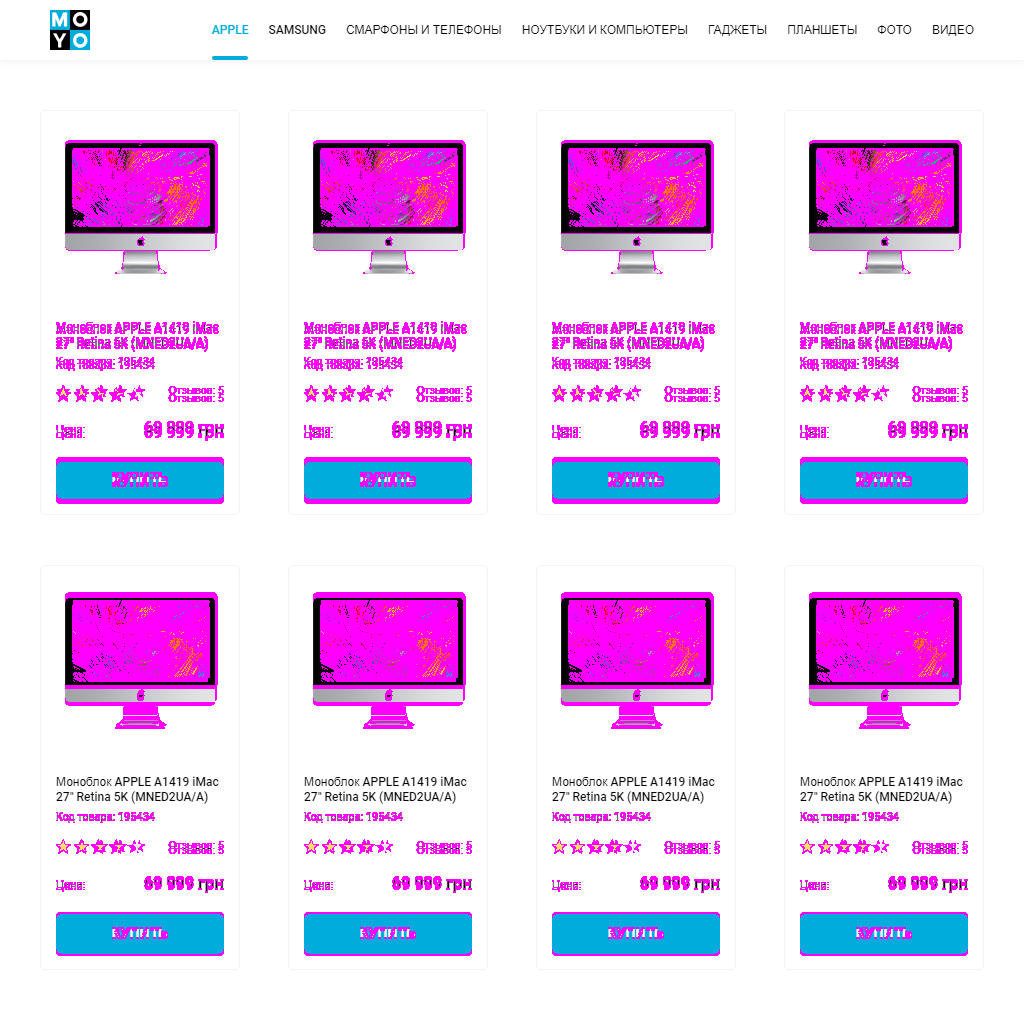 MOYO
APPLE SAMSUNG СМАРФОНЫ И ТЕЛЕФОНЫ НОУТБУКИ И КОМПЬЮТЕРЫ ГАДЖЕТЫ ПЛАНШЕТЫ ФОТО ВИДЕО
Моноблок APPLE A1419 iMac Моноблок APPLE A1419 iMac Моноблок APPLE A1419 iMac Моноблок APPLE A1419 iMac
27" Retina 5K (MNED2UA/A) 27" Retina 5K (MNED2UA/A) 27" Retina 5K (MNED2UA/A) 27" Retina 5K (MNED2UA/A)
Код товара: 195434 Код товара: 195434 Код товара: 195434 Код товара: 195434
Отзывов: 5 Отзывов: 5 Отзывов: 5 Отзывов: 5
Цена: 69 999 грн Цена: 69 999 грн Цена: 69 999 грн Цена: 69 999 грн
КУПИТЬ КУПИТЬ КУПИТЬ КУПИТЬ
Моноблок APPLE A1419 iMac Моноблок APPLE A1419 iMac Моноблок APPLE A1419 iMac Моноблок APPLE A1419 iMac
27" Retina 5K (MNED2UA/A) 27" Retina 5K (MNED2UA/A) 27" Retina 5K (MNED2UA/A) 27" Retina 5K (MNED2UA/A)
Код товара: 195434 Код товара: 195434 Код товара: 195434 Код товара: 195434
Отзывов: 5 Отзывов: 5 Отзывов: 5 Отзывов: 5
Цена: 69 999 грн Цена: 69 999 грн Цена: 69 999 грн Цена: 69 999 грн
КУПИТЬ КУПИТЬ КУПИТЬ КУПИТЬ